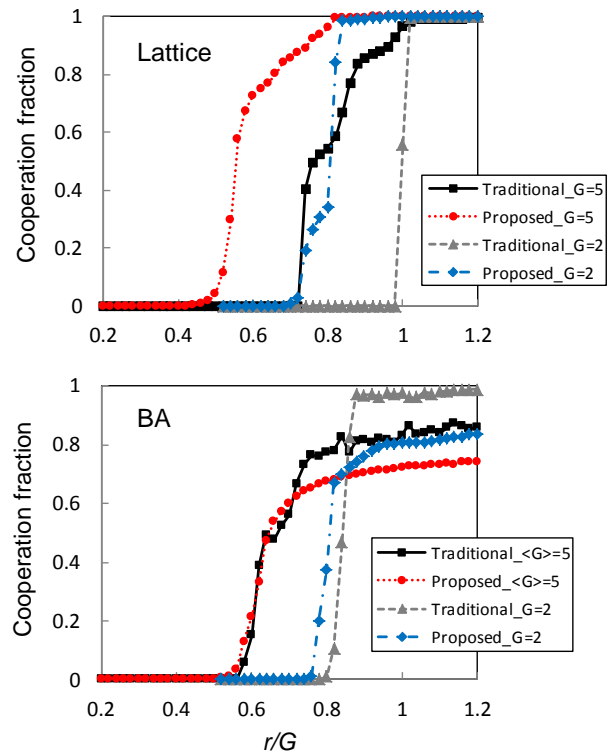 Lattice
Cooperation fraction
1
0.8
0.6
0.4
0.2
0
0.2 0.4 0.6 0.8 1 1.2
Traditional_G=5
Proposed_G=5
Traditional_G=2
Proposed_G=2
BA
Cooperation fraction
1
0.8
0.6
0.4
0.2
0
0.2 0.4 0.6 0.8 1 1.2
Traditional_<G>=5
Proposed_<G>=5
Traditional_G=2
Proposed_G=2
r/G